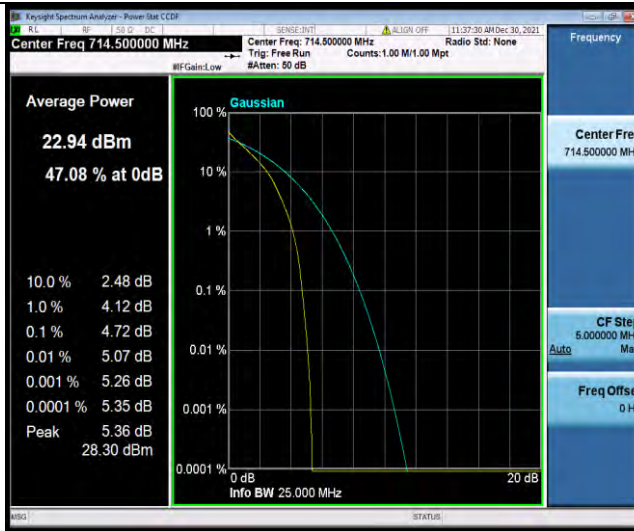 Keysight Spectrum Analyzer - Power Stat CCDF
RL RF 50 Ω DC SENSE:INT ALIGN OFF 11:37:30 AM Dec 30, 2021
Center Freq 714.500000 MHz
Center Freq: 714.500000 MHz
Radio Std: None
Trig: Free Run
Counts:1.00 M/1.00 Mpt
#IFGain:Low
#Atten: 50 dB
Frequency
Average Power
22.94 dBm
47.08 % at 0dB
10.0 % 2.48 dB
1.0 % 4.12 dB
0.1 % 4.72 dB
0.01 % 5.07 dB
0.001 % 5.26 dB
0.0001 % 5.35 dB
Peak 5.36 dB
28.30 dBm
Gaussian
100 %
10 %
1 %
0.1 %
0.01 %
0.001 %
0.0001 %
0 dB
20 dB
Info BW 25.000 MHz
Center Fre
714.500000 MH
CF Ste
5.000000 MH
Auto Ma
Freq Offse
0 H
MSG
STATUS